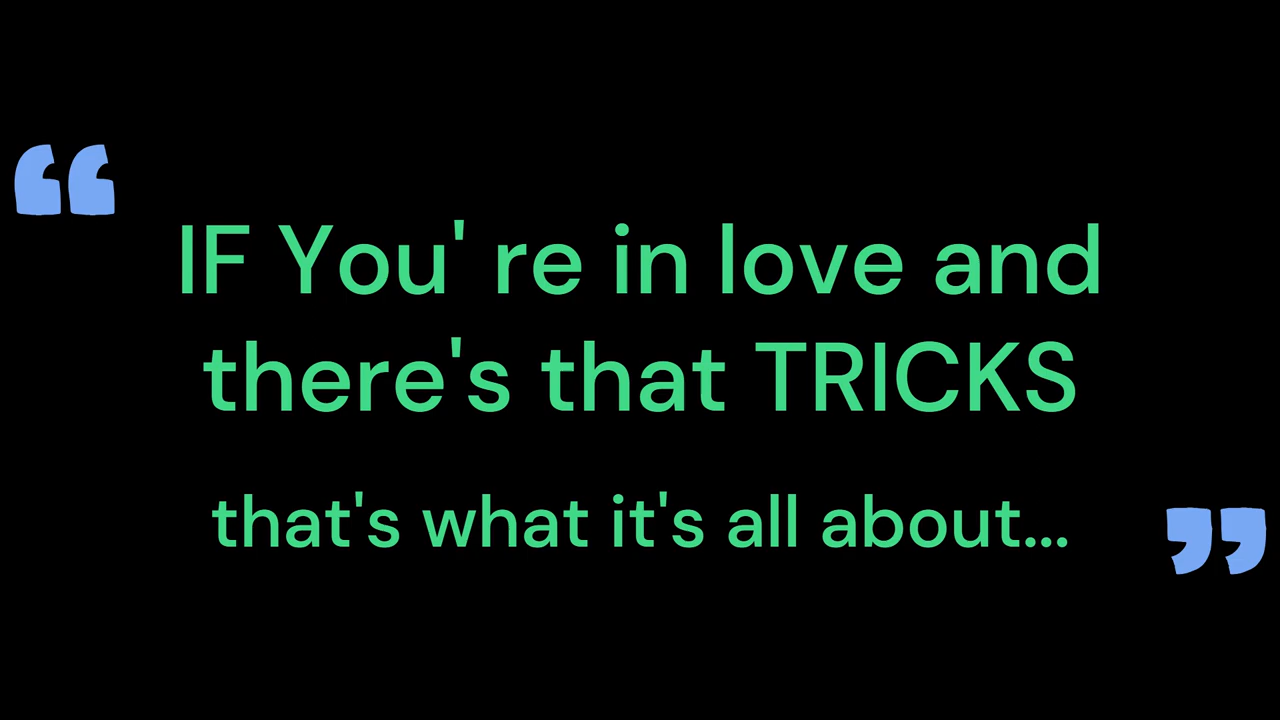 “
IF You' re in love and
there's that TRICKS
that's what it's all about...
”